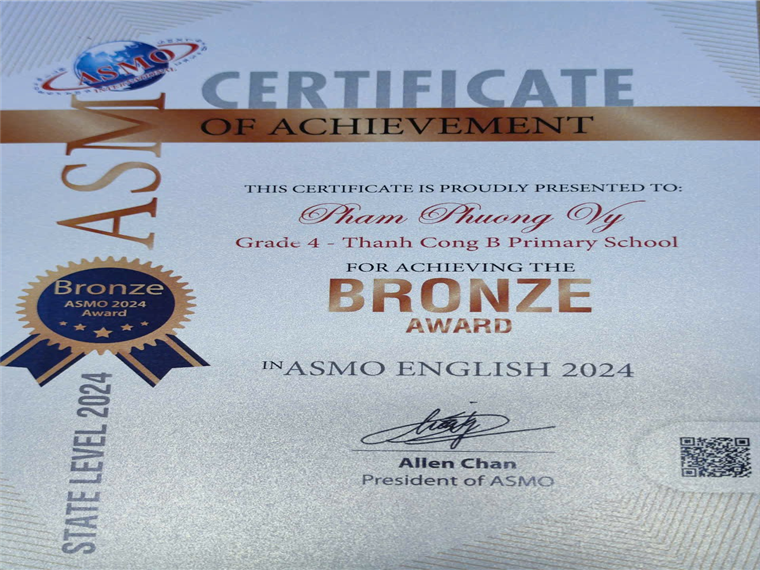 ASMO
CERTIFICATE
OF ACHIEVEMENT
ASM
THIS CERTIFICATE IS PROUDLY PRESENTED TO:
Pham Phuong Vy
Grade 4 - Thanh Cong B Primary School
FOR ACHIEVING THE
BRONZE
AWARD
IN ASMO ENGLISH 2024
Bronze
ASMO 2024
Award
STATE LEVEL 2024
Allen Chan
President of ASMO